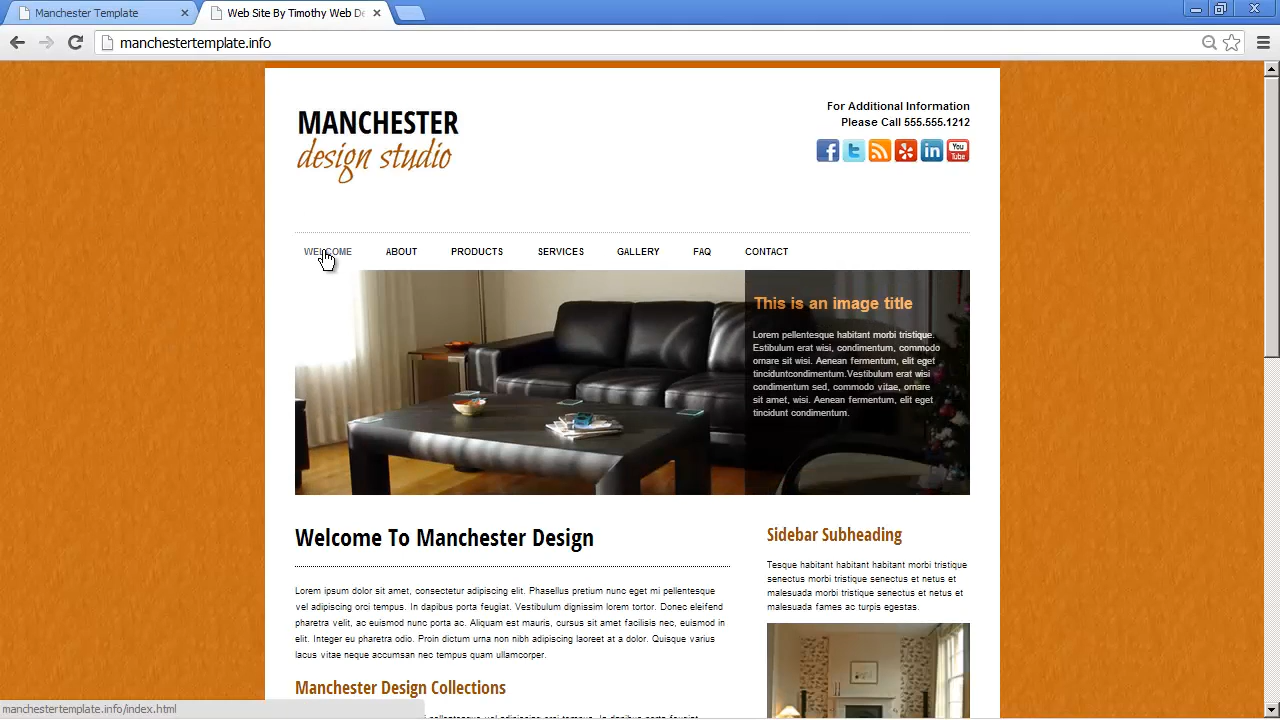 Manchester Template
Web Site By Timothy Web De
manchestertemplate.info
MANCHESTER
design studio
For Additional Information
Please Call 555.555.1212
You
Tube
WELCOME ABOUT PRODUCTS SERVICES GALLERY FAQ CONTACT
This is an image title
Lorem pellentesque habitant morbi tristique.
Estibulum erat wisi, condimentum, commodo
ornare sit wisi. Aenean fermentum, elit eget
tinciduntcondimentum.Vestibulum erat wisi
condimentum sed, commodo vitae, ornare
sit amet, wisi. Aenean fermentum, elit eget
tincidunt condimentum.
Welcome To Manchester Design
Lorem ipsum dolor sit amet, consectetur adipiscing elit. Phasellus pretium nunc eget mi pellentesque
vel adipiscing orci tempus. In dapibus porta feugiat. Vestibulum dignissim lorem tortor. Donec eleifend
pharetra velit, ac euismod nunc porta ac. Aliquam est mauris, cursus sit amet facilisis nec, euismod in
elit. Integer eu pharetra odio. Proin dictum urna non nibh adipiscing laoreet at a dolor. Quisque varius
lacus vitae neque accumsan nec tempus quam ullamcorper.
Manchester Design Collections
Sidebar Subheading
Tesque habitant habitant habitant morbi tristique
senectus morbi tristique senectus et netus et
malesuada morbi tristique senectus et netus et
malesuada fames ac turpis egestas.
manchestertemplate.info/index.html